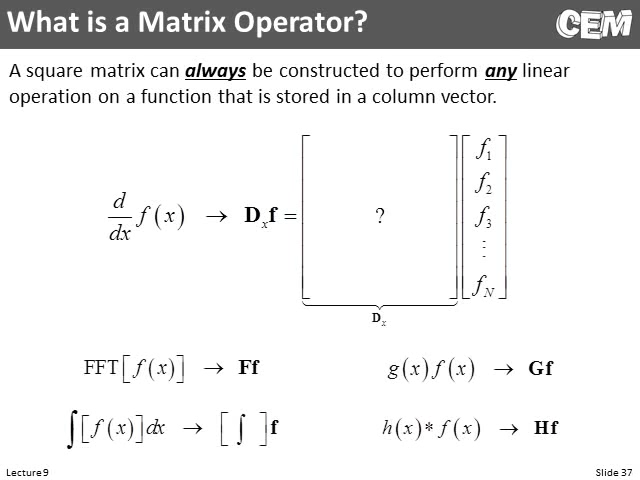 What is a Matrix Operator?
CEM
A square matrix can always be constructed to perform any linear
operation on a function that is stored in a column vector.
d/dx f(x) → Dₓf = [ ? ] [ f₁ f₂ f₃ ⋮ f_N ]
Dₓ
FFT[f(x)] → Ff
g(x)f(x) → Gf
∫[f(x)]dx → [∫ ]f
h(x)*f(x) → Hf
Lecture 9
Slide 37